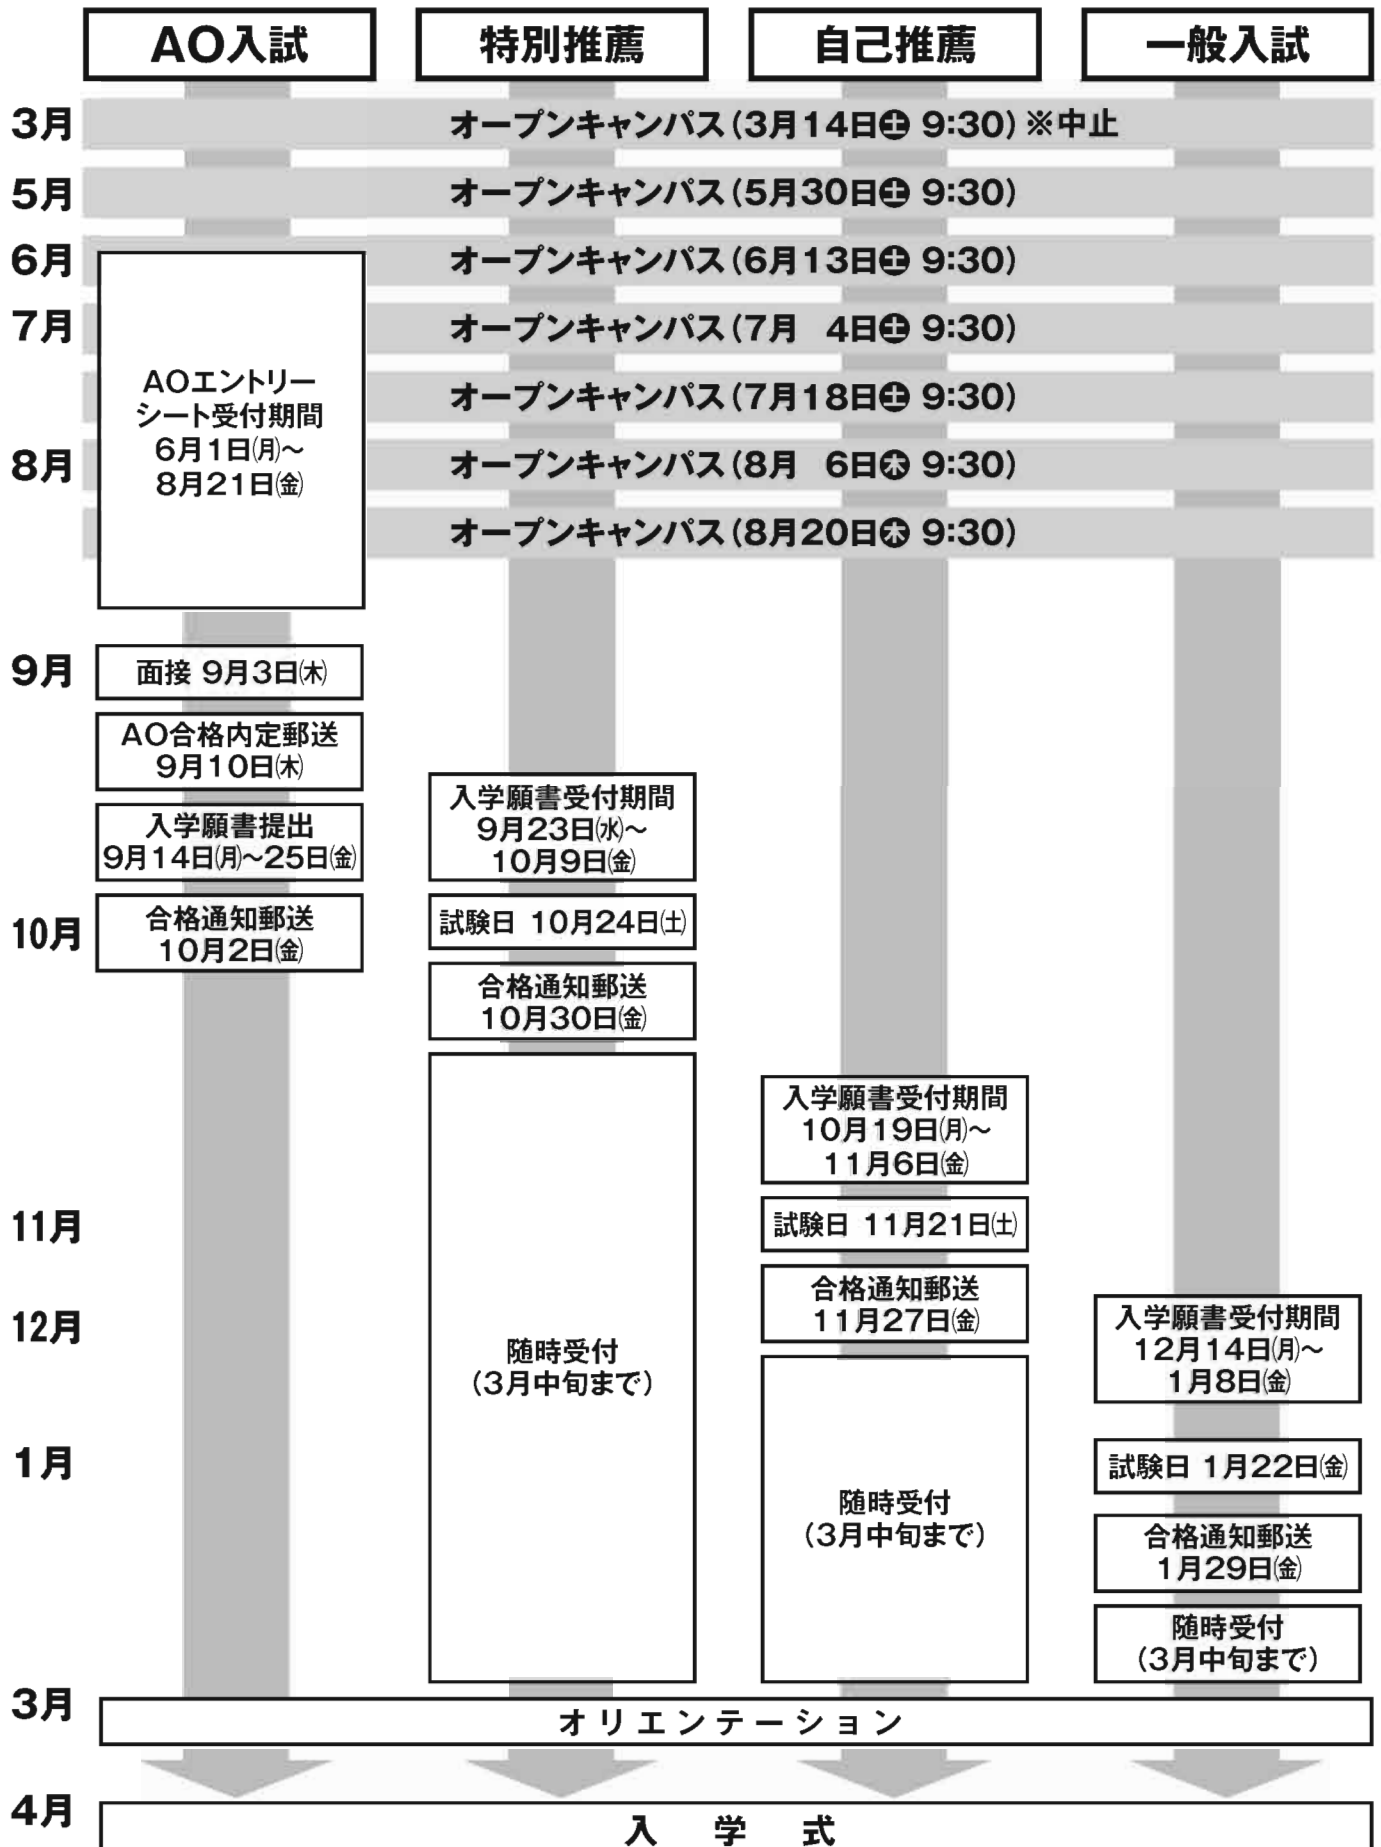 AO入試
特別推薦
自己推薦
一般入試
3月
オープンキャンパス(3月14日㊏ 9:30)※中止
5月
オープンキャンパス(5月30日㊏ 9:30)
6月
オープンキャンパス(6月13日㊏ 9:30)
7月
オープンキャンパス(7月 4日㊏ 9:30)
オープンキャンパス(7月18日㊏ 9:30)
8月
オープンキャンパス(8月 6日㊍ 9:30)
オープンキャンパス(8月20日㊍ 9:30)
AOエントリー
シート受付期間
6月1日㈪〜
8月21日㈮
9月
面接 9月3日㈭
AO合格内定郵送
9月10日㈭
入学願書提出
9月14日㈪〜25日㈮
10月
合格通知郵送
10月2日㈮
入学願書受付期間
9月23日㈬〜
10月9日㈮
試験日 10月24日㈯
合格通知郵送
10月30日㈮
随時受付
(3月中旬まで)
入学願書受付期間
10月19日㈪〜
11月6日㈮
11月
試験日 11月21日㈯
合格通知郵送
11月27日㈮
随時受付
(3月中旬まで)
12月
入学願書受付期間
12月14日㈪〜
1月8日㈮
1月
試験日 1月22日㈮
合格通知郵送
1月29日㈮
随時受付
(3月中旬まで)
3月
オリエンテーション
4月
入学式